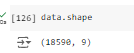 [126] data.shape
(18590, 9)